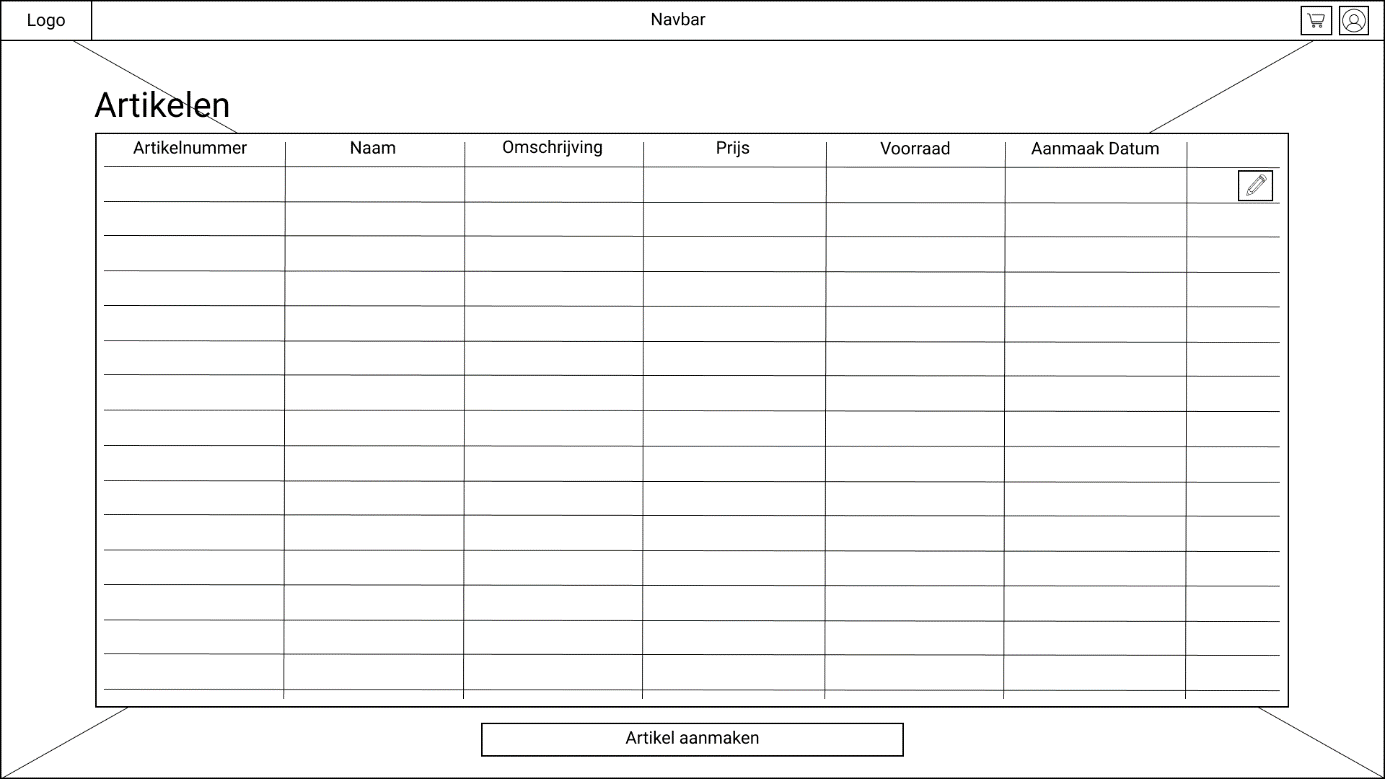 Logo
Navbar
Artikelen
Artikelnummer
Naam
Omschrijving
Prijs
Voorraad
Aanmaak Datum
Artikel aanmaken